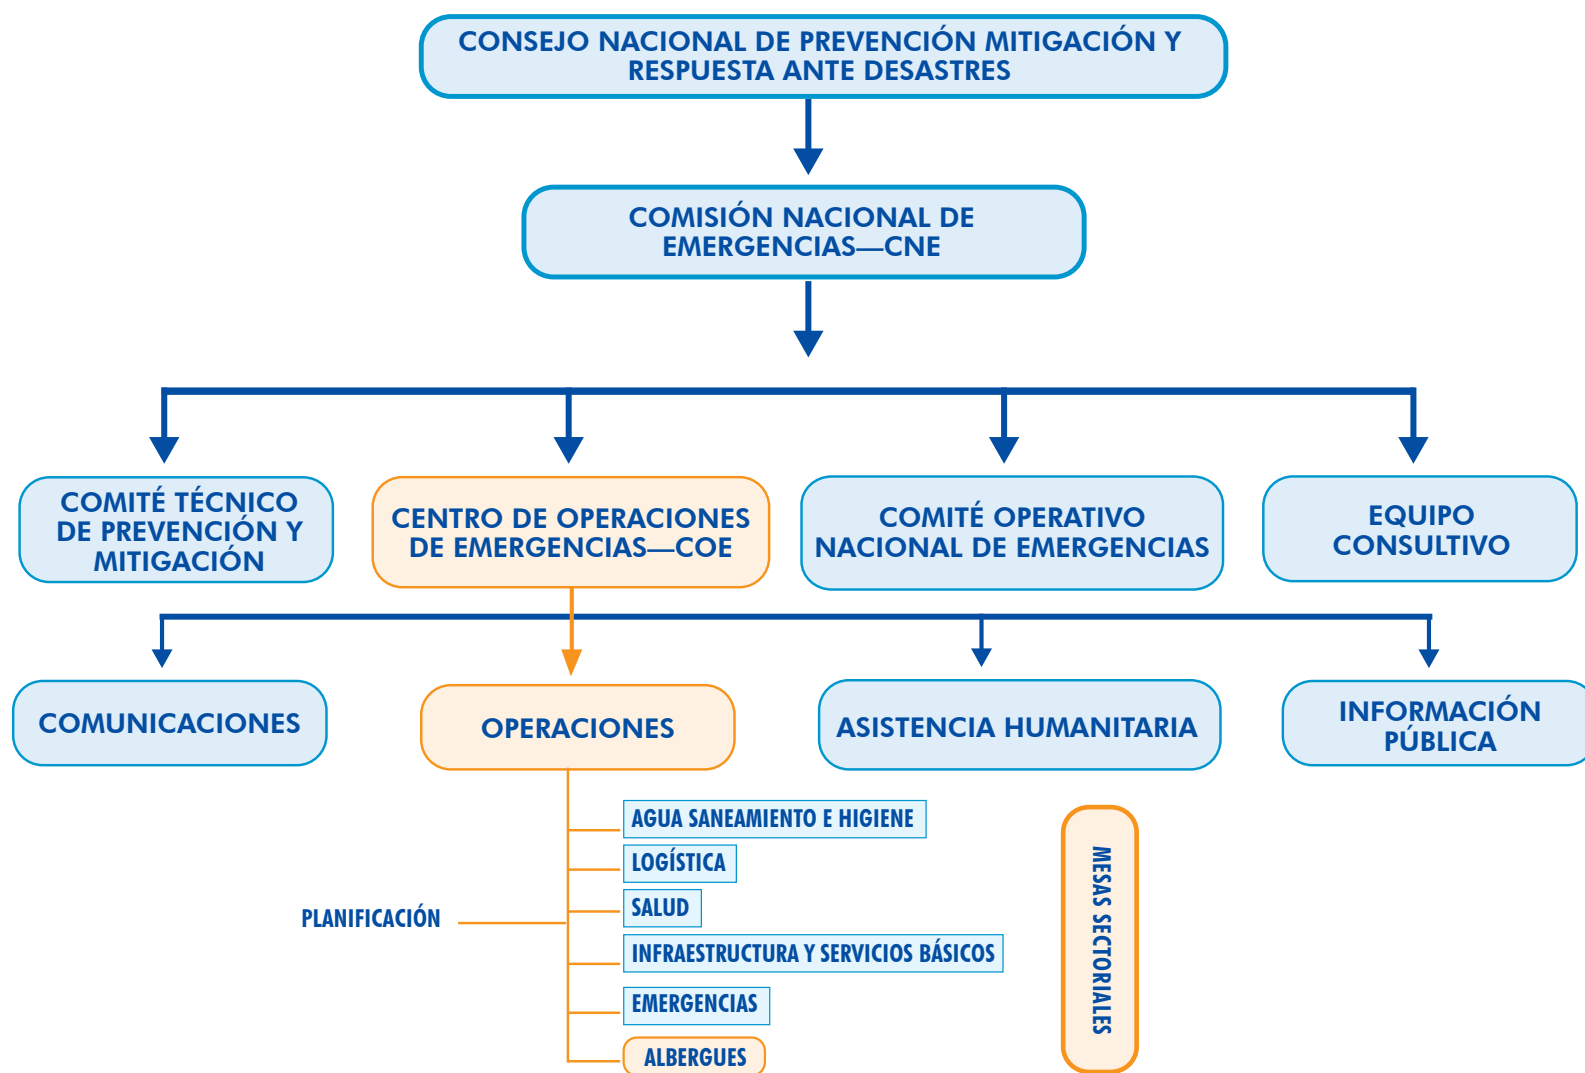 CONSEJO NACIONAL DE PREVENCIÓN MITIGACIÓN Y
RESPUESTA ANTE DESASTRES
COMISIÓN NACIONAL DE
EMERGENCIAS—CNE
COMITÉ TÉCNICO
DE PREVENCIÓN Y
MITIGACIÓN
CENTRO DE OPERACIONES
DE EMERGENCIAS—COE
COMITÉ OPERATIVO
NACIONAL DE EMERGENCIAS
EQUIPO
CONSULTIVO
COMUNICACIONES
OPERACIONES
ASISTENCIA HUMANITARIA
INFORMACIÓN
PÚBLICA
PLANIFICACIÓN
AGUA SANEAMIENTO E HIGIENE
LOGÍSTICA
SALUD
INFRAESTRUCTURA Y SERVICIOS BÁSICOS
EMERGENCIAS
ALBERGUES
MESAS SECTORIALES